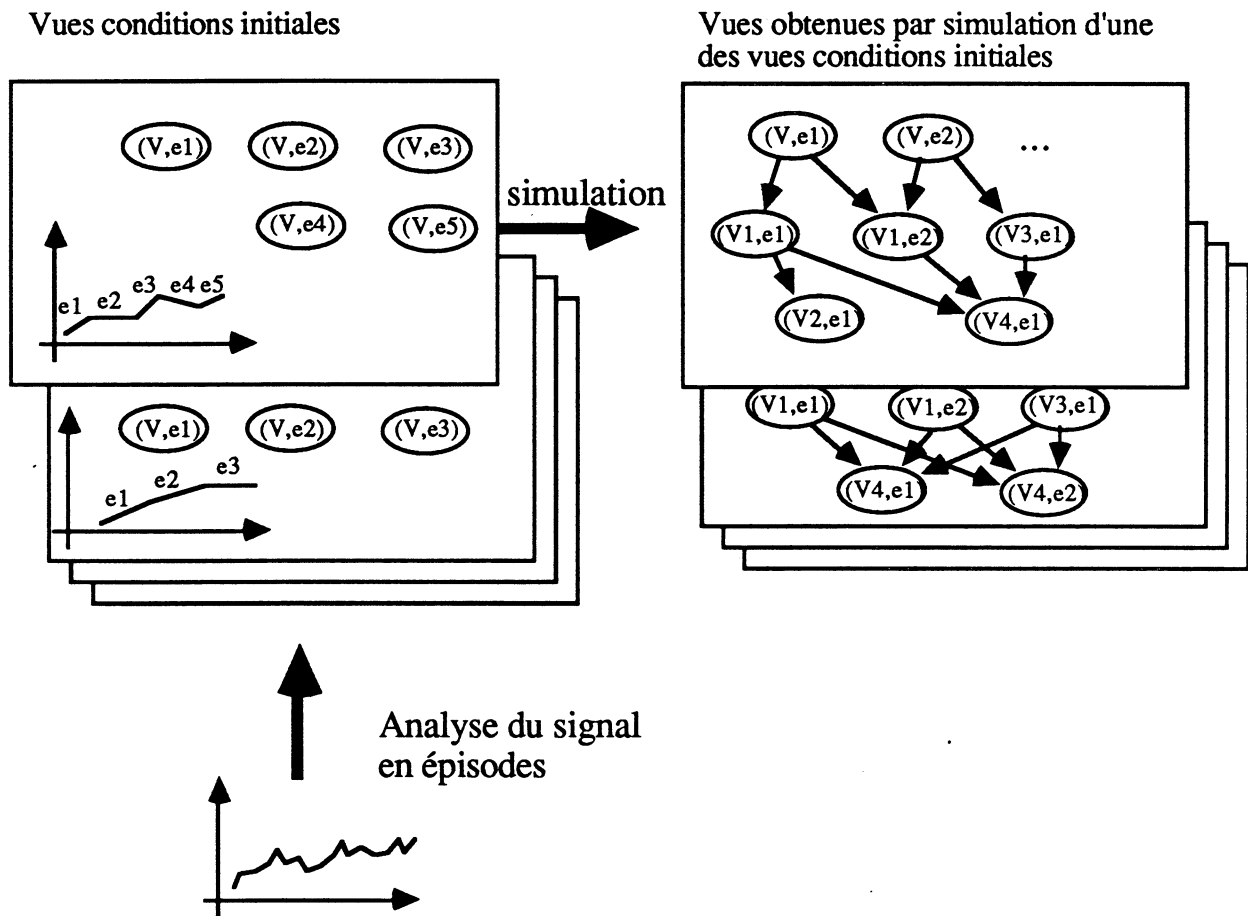 Vues conditions initiales
Vues obtenues par simulation d'une
des vues conditions initiales
(V,e1) (V,e2) (V,e3)
(V,e4) (V,e5)
e1 e2 e3 e4 e5
(V,e1) (V,e2) (V,e3)
e1 e2 e3
simulation
(V,e1) (V,e2) ...
(V1,e1) (V1,e2) (V3,e1)
(V2,e1) (V4,e1)
(V1,e1) (V1,e2) (V3,e1)
(V4,e1) (V4,e2)
Analyse du signal
en épisodes